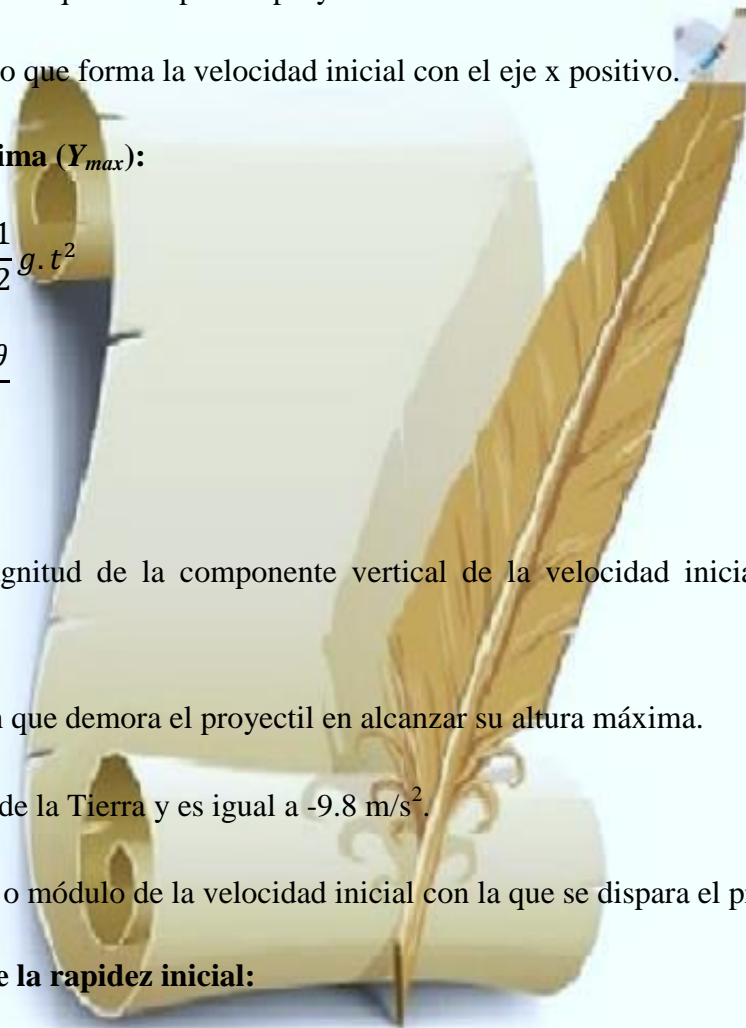 o que forma la velocidad inicial con el eje x positivo.
ima (Y_max):
1/2 g.t²
θ
gnitud de la componente vertical de la velocidad inicia
que demora el proyectil en alcanzar su altura máxima.
de la Tierra y es igual a -9.8 m/s².
o módulo de la velocidad inicial con la que se dispara el p
e la rapidez inicial: